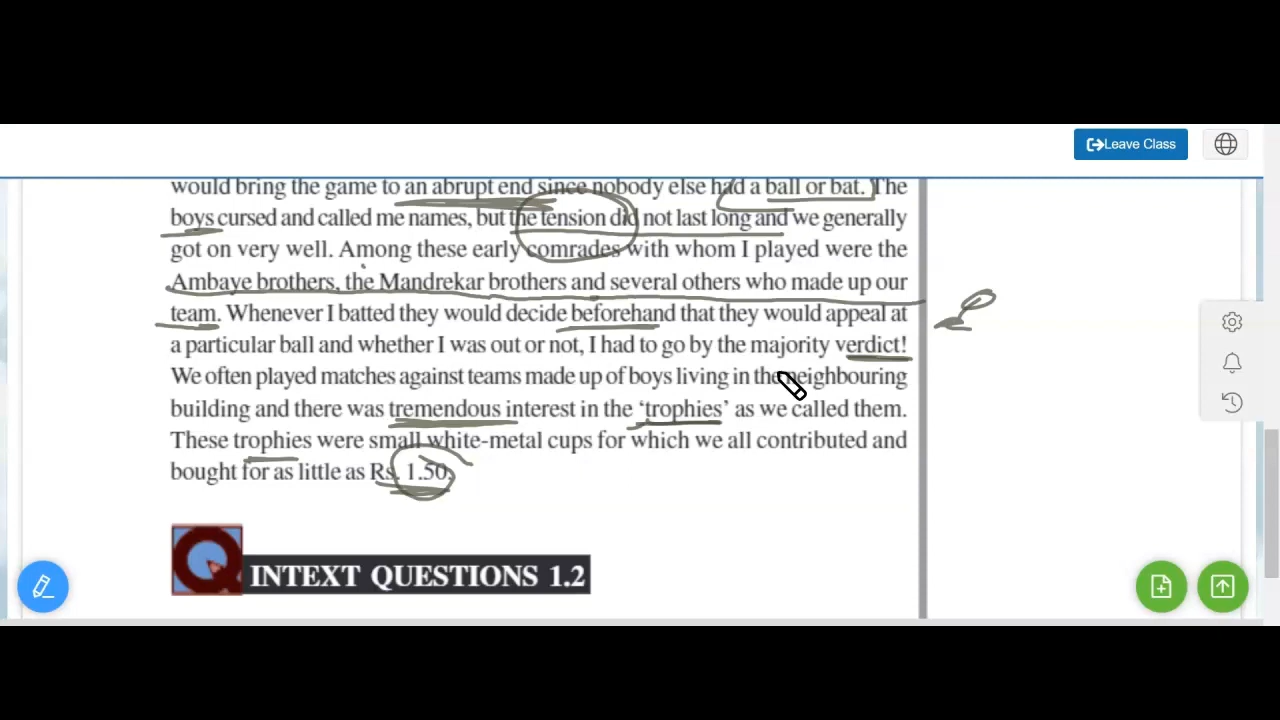 Leave Class
would bring the game to an abrupt end since nobody else had a ball or bat. The
boys cursed and called me names, but the tension did not last long and we generally
got on very well. Among these early comrades with whom I played were the
Ambaye brothers, the Mandrekar brothers and several others who made up our
team. Whenever I batted they would decide beforehand that they would appeal at
a particular ball and whether I was out or not, I had to go by the majority verdict!
We often played matches against teams made up of boys living in the neighbouring
building and there was tremendous interest in the ‘trophies’ as we called them.
These trophies were small white-metal cups for which we all contributed and
bought for as little as Rs. 1.50.
Q
INTEXT QUESTIONS 1.2